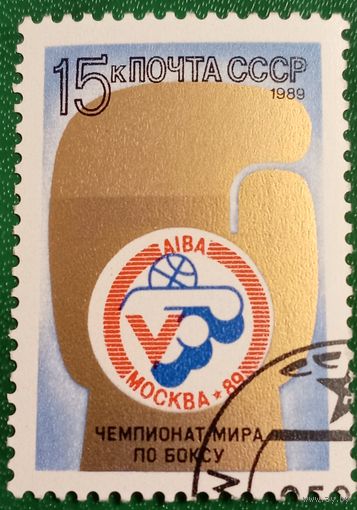 15к ПОЧТА СССР
1989
AIBA
V
МОСКВА★89
ЧЕМПИОНАТ МИРА
ПО БОКСУ